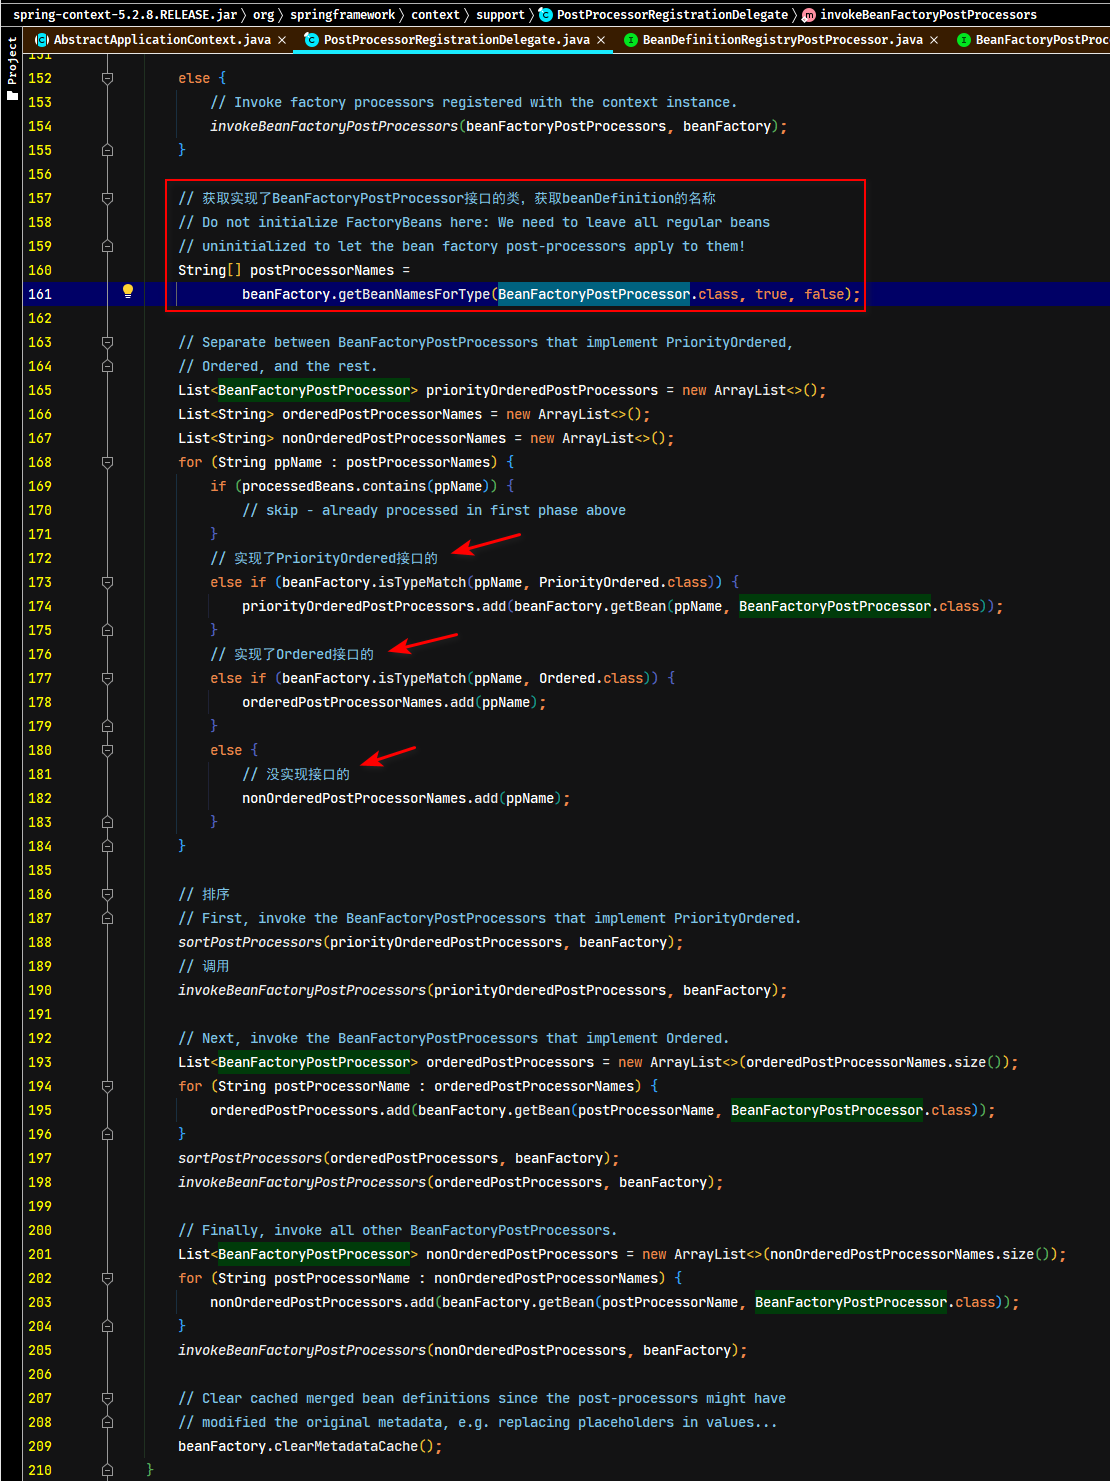 spring-context-5.2.8.RELEASE.jar 〉 org 〉 springframework 〉 context 〉 support 〉 PostProcessorRegistrationDelegate 〉 invokeBeanFactoryPostProcessors
AbstractApplicationContext.java × PostProcessorRegistrationDelegate.java × BeanDefinitionRegistryPostProcessor.java × BeanFactoryPostProc
Project
151
152 else {
153 // Invoke factory processors registered with the context instance.
154 invokeBeanFactoryPostProcessors(beanFactoryPostProcessors, beanFactory);
155 }
156
157 // 获取实现了BeanFactoryPostProcessor接口的类，获取beanDefinition的名称
158 // Do not initialize FactoryBeans here: We need to leave all regular beans
159 // uninitialized to let the bean factory post-processors apply to them!
160 String[] postProcessorNames =
161 beanFactory.getBeanNamesForType(BeanFactoryPostProcessor.class, true, false);
162
163 // Separate between BeanFactoryPostProcessors that implement PriorityOrdered,
164 // Ordered, and the rest.
165 List<BeanFactoryPostProcessor> priorityOrderedPostProcessors = new ArrayList<>();
166 List<String> orderedPostProcessorNames = new ArrayList<>();
167 List<String> nonOrderedPostProcessorNames = new ArrayList<>();
168 for (String ppName : postProcessorNames) {
169 if (processedBeans.contains(ppName)) {
170 // skip - already processed in first phase above
171 }
172 // 实现了PriorityOrdered接口的
173 else if (beanFactory.isTypeMatch(ppName, PriorityOrdered.class)) {
174 priorityOrderedPostProcessors.add(beanFactory.getBean(ppName, BeanFactoryPostProcessor.class));
175 }
176 // 实现了Ordered接口的
177 else if (beanFactory.isTypeMatch(ppName, Ordered.class)) {
178 orderedPostProcessorNames.add(ppName);
179 }
180 else {
181 // 没实现接口的
182 nonOrderedPostProcessorNames.add(ppName);
183 }
184 }
185
186 // 排序
187 // First, invoke the BeanFactoryPostProcessors that implement PriorityOrdered.
188 sortPostProcessors(priorityOrderedPostProcessors, beanFactory);
189 // 调用
190 invokeBeanFactoryPostProcessors(priorityOrderedPostProcessors, beanFactory);
191
192 // Next, invoke the BeanFactoryPostProcessors that implement Ordered.
193 List<BeanFactoryPostProcessor> orderedPostProcessors = new ArrayList<>(orderedPostProcessorNames.size());
194 for (String postProcessorName : orderedPostProcessorNames) {
195 orderedPostProcessors.add(beanFactory.getBean(postProcessorName, BeanFactoryPostProcessor.class));
196 }
197 sortPostProcessors(orderedPostProcessors, beanFactory);
198 invokeBeanFactoryPostProcessors(orderedPostProcessors, beanFactory);
199
200 // Finally, invoke all other BeanFactoryPostProcessors.
201 List<BeanFactoryPostProcessor> nonOrderedPostProcessors = new ArrayList<>(nonOrderedPostProcessorNames.size());
202 for (String postProcessorName : nonOrderedPostProcessorNames) {
203 nonOrderedPostProcessors.add(beanFactory.getBean(postProcessorName, BeanFactoryPostProcessor.class));
204 }
205 invokeBeanFactoryPostProcessors(nonOrderedPostProcessors, beanFactory);
206
207 // Clear cached merged bean definitions since the post-processors might have
208 // modified the original metadata, e.g. replacing placeholders in values...
209 beanFactory.clearMetadataCache();
210 }